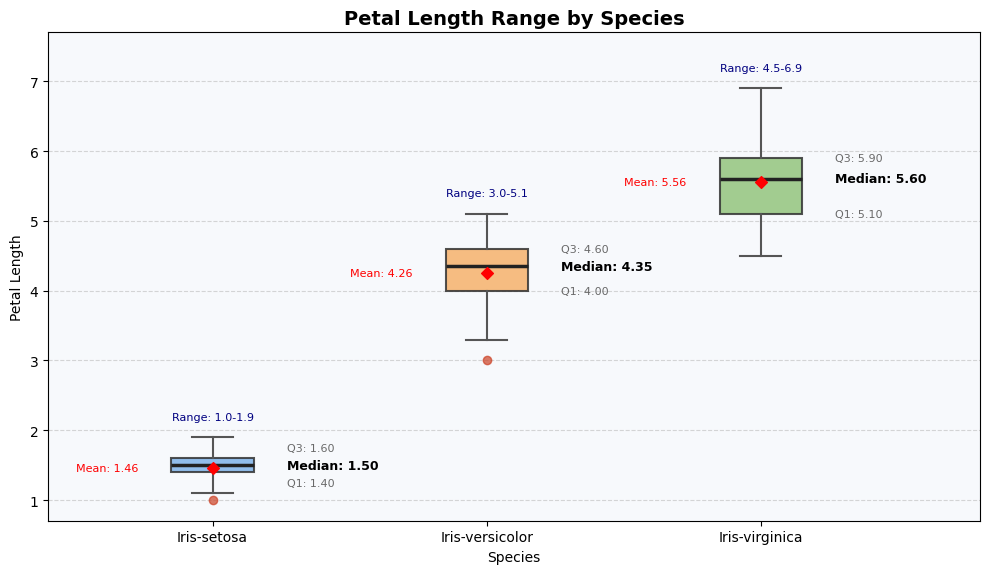 Petal Length Range by Species
Petal Length
7
6
5
4
3
2
1
Range: 4.5-6.9
Q3: 5.90
Mean: 5.56
Median: 5.60
Q1: 5.10
Range: 3.0-5.1
Q3: 4.60
Mean: 4.26
Median: 4.35
Q1: 4.00
Range: 1.0-1.9
Q3: 1.60
Mean: 1.46
Median: 1.50
Q1: 1.40
Iris-setosa
Iris-versicolor
Iris-virginica
Species